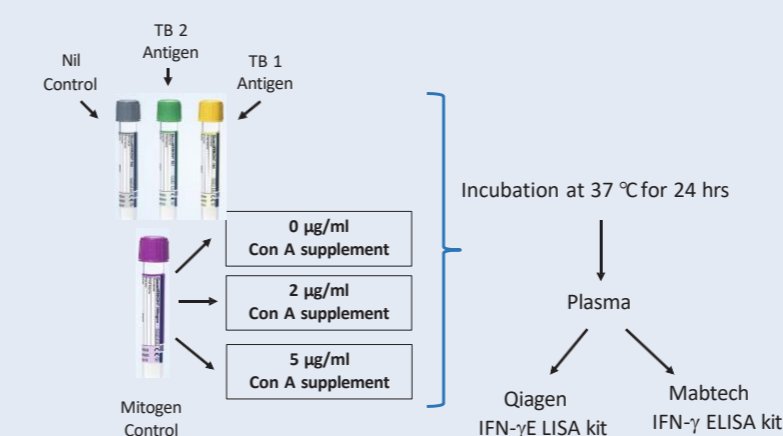 Nil
Control
TB 2
Antigen
TB 1
Antigen
0 µg/ml
Con A supplement
2 µg/ml
Con A supplement
5 µg/ml
Con A supplement
Mitogen
Control
Incubation at 37 ℃ for 24 hrs
Plasma
Qiagen
IFN-γE LISA kit
Mabtech
IFN-γ ELISA kit